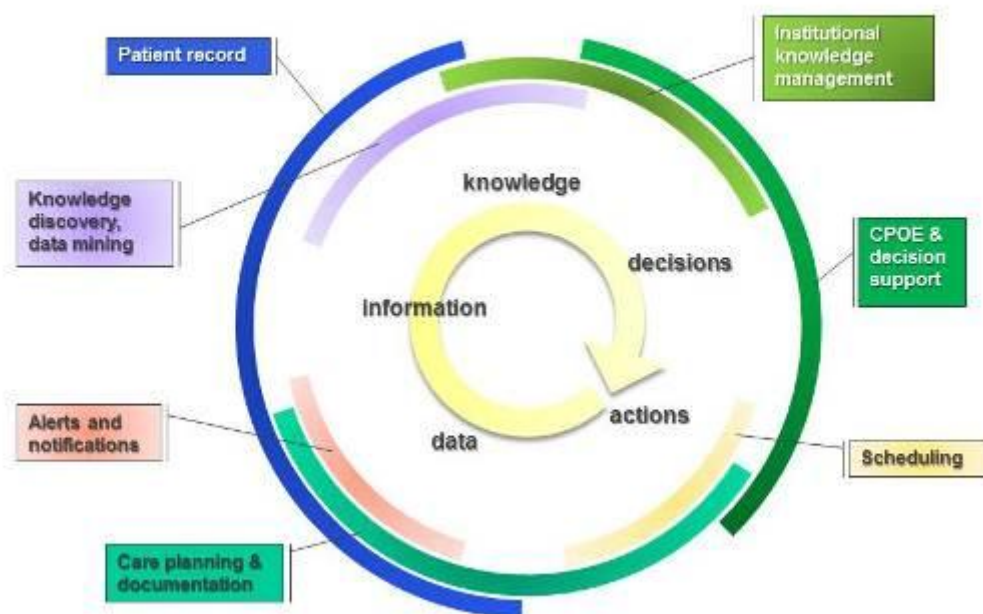 Patient record
Institutional
knowledge
management
Knowledge
discovery,
data mining
knowledge
decisions
CPOE &
decision
support
information
Alerts and
notifications
data
actions
Scheduling
Care planning &
documentation